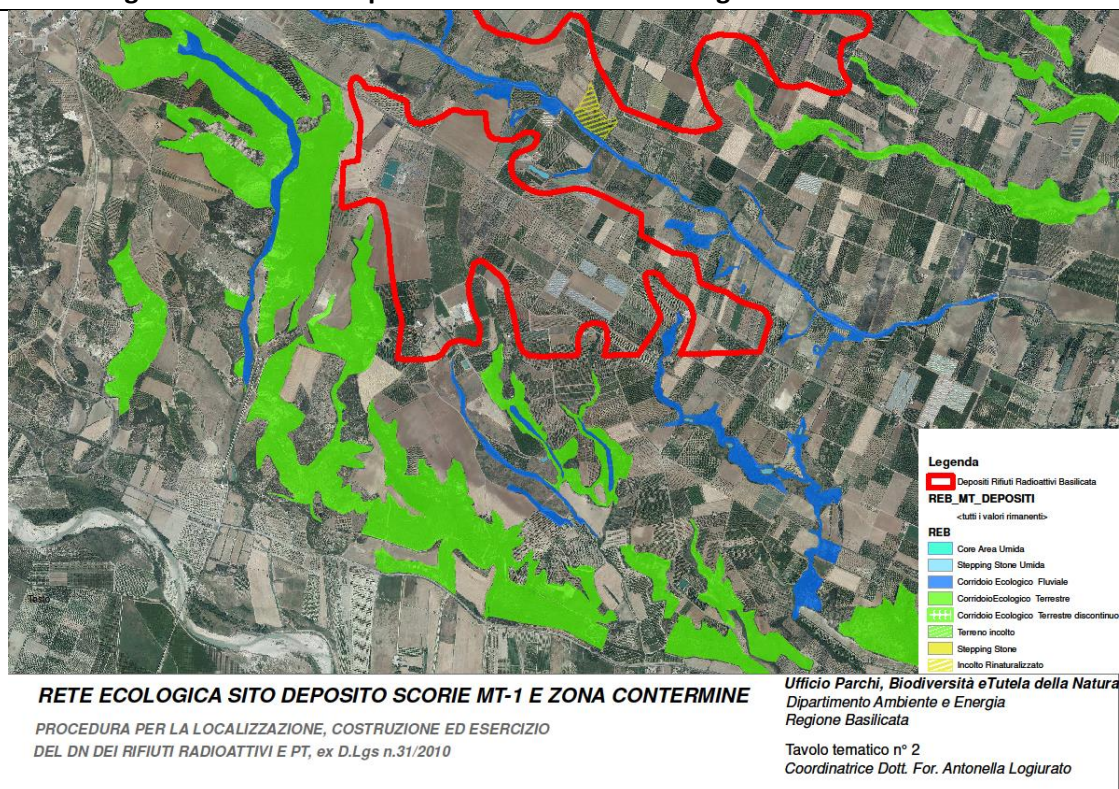 Testo
Legenda
Depositi Rifiuti Radioattivi Basilicata
REB_MT_DEPOSITI
<tutti i valori rimanenti>
REB
Core Area Umida
Stepping Stone Umida
Corridoio Ecologico Fluviale
CorridoioEcologico Terrestre
Corridoio Ecologico Terrestre discontinuo
Terreno incolto
Stepping Stone
Incolto Rinaturalizzato
RETE ECOLOGICA SITO DEPOSITO SCORIE MT-1 E ZONA CONTERMINE
PROCEDURA PER LA LOCALIZZAZIONE, COSTRUZIONE ED ESERCIZIO
DEL DN DEI RIFIUTI RADIOATTIVI E PT, ex D.Lgs n.31/2010
Ufficio Parchi, Biodiversità eTutela della Natura
Dipartimento Ambiente e Energia
Regione Basilicata
Tavolo tematico n° 2
Coordinatrice Dott. For. Antonella Logiurato